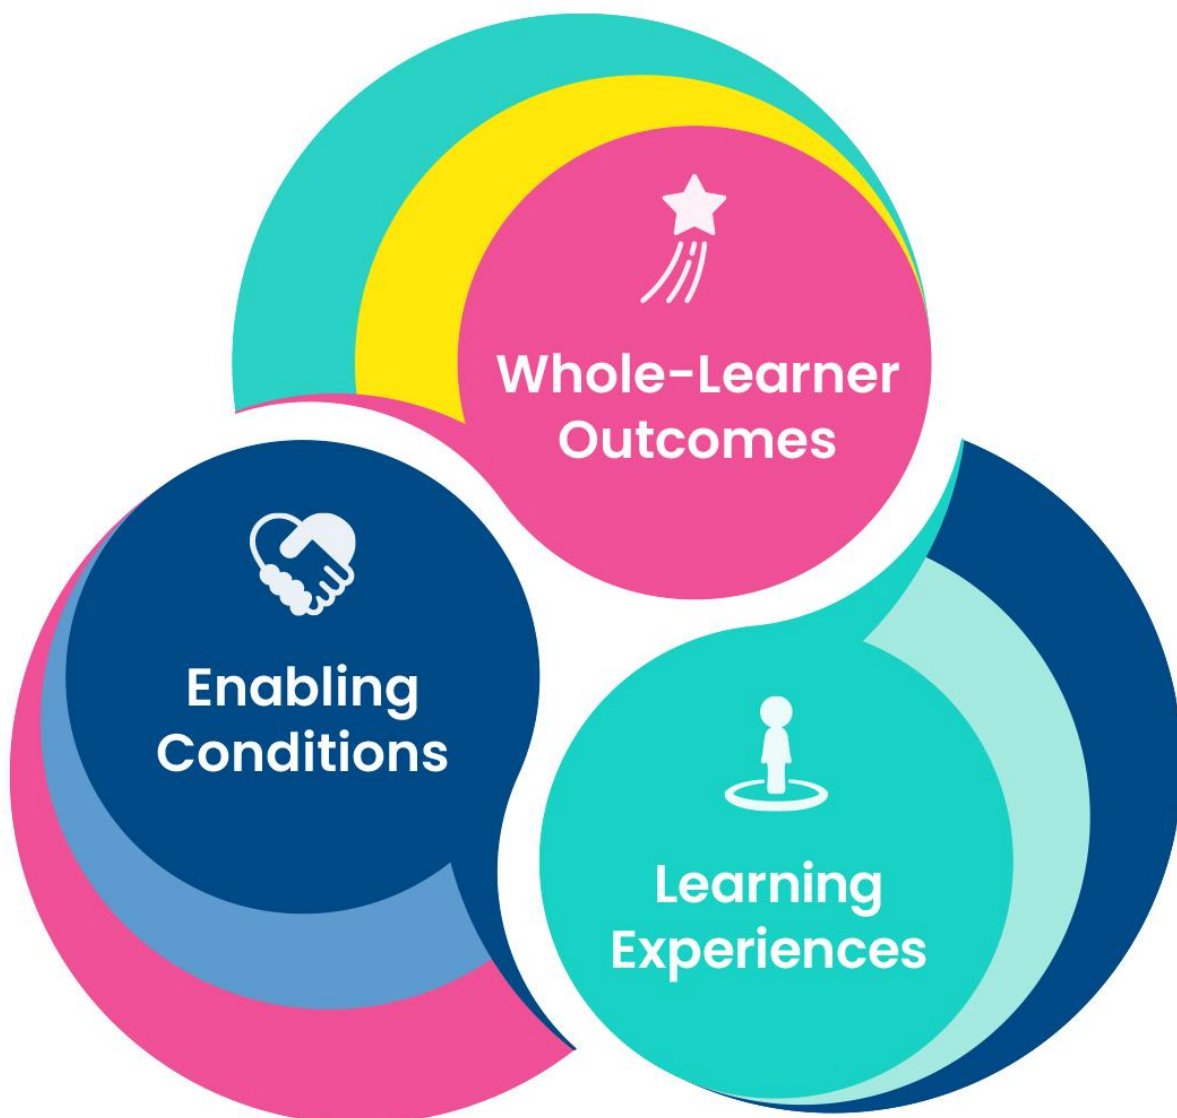 Whole-Learner
Outcomes
Enabling
Conditions
Learning
Experiences